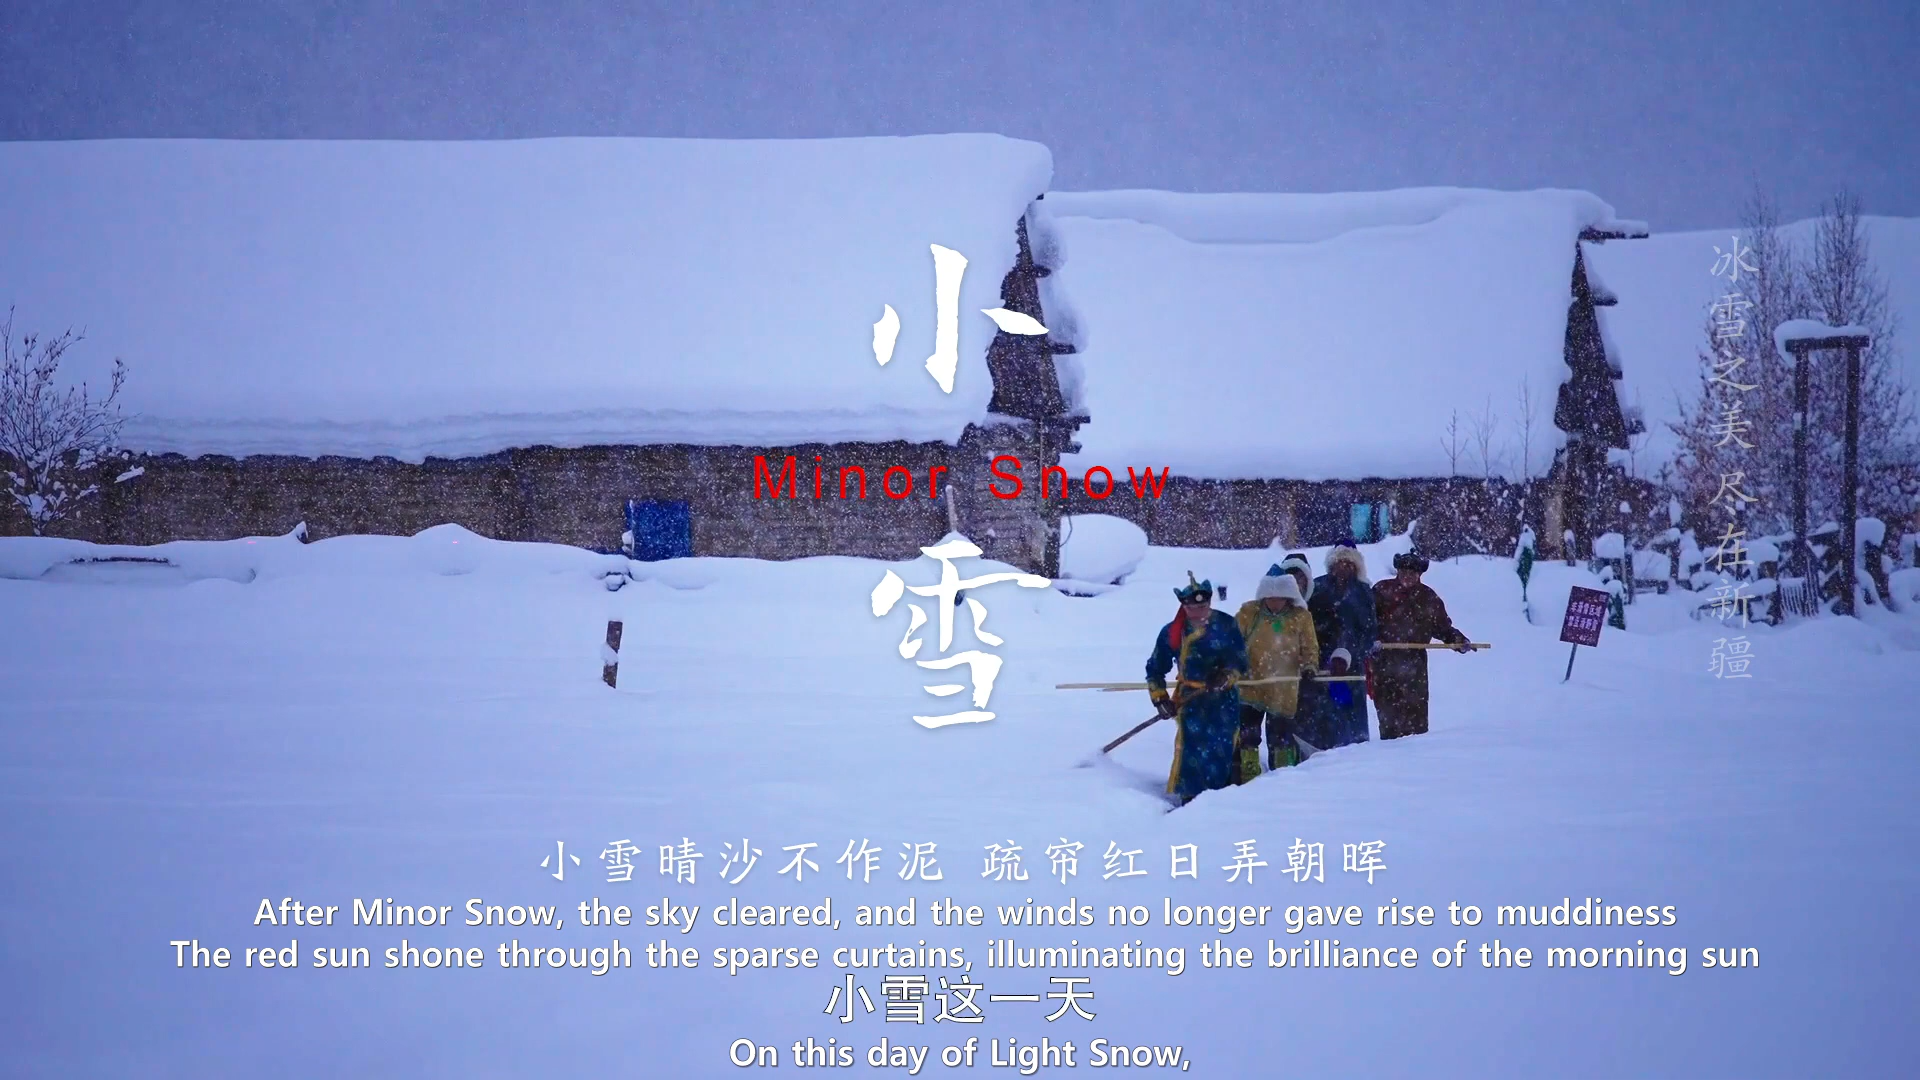 小雪
Minor Snow
冰雪之美 尽在新疆
小雪晴沙不作泥 疏帘红日弄朝晖
After Minor Snow, the sky cleared, and the winds no longer gave rise to muddiness
The red sun shone through the sparse curtains, illuminating the brilliance of the morning sun
小雪这一天
On this day of Light Snow,